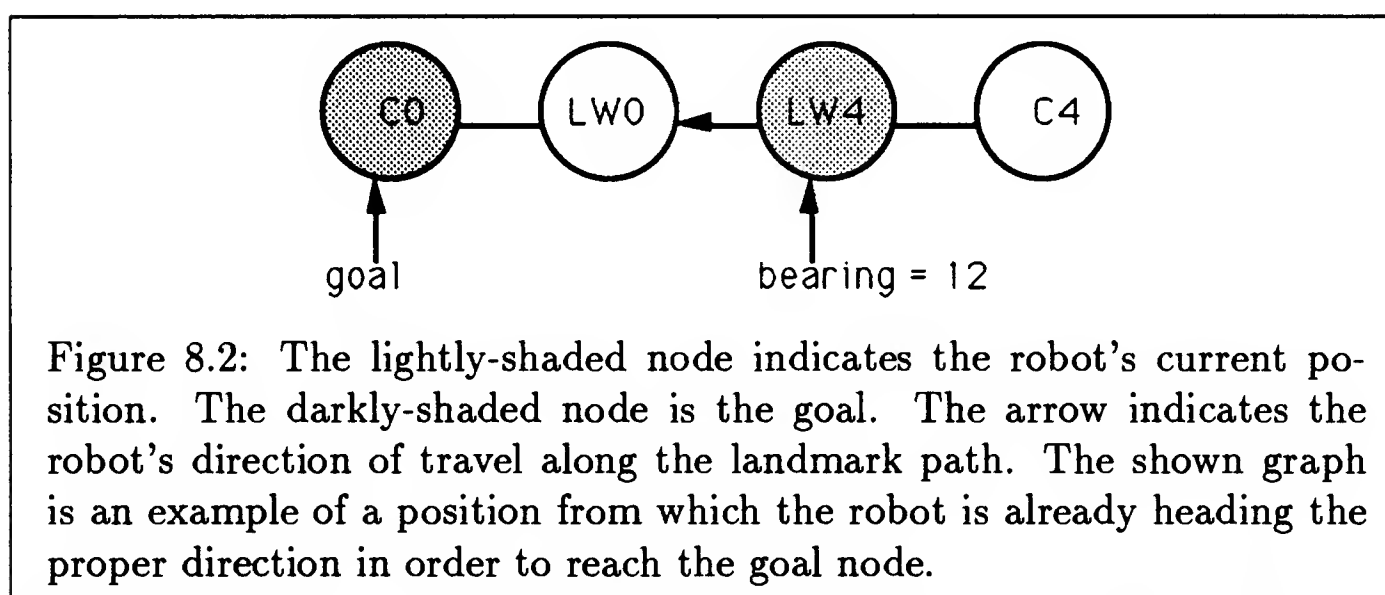 C0 LW0 LW4 C4
goal bearing = 12
Figure 8.2: The lightly-shaded node indicates the robot's current po-
sition. The darkly-shaded node is the goal. The arrow indicates the
robot's direction of travel along the landmark path. The shown graph
is an example of a position from which the robot is already heading the
proper direction in order to reach the goal node.